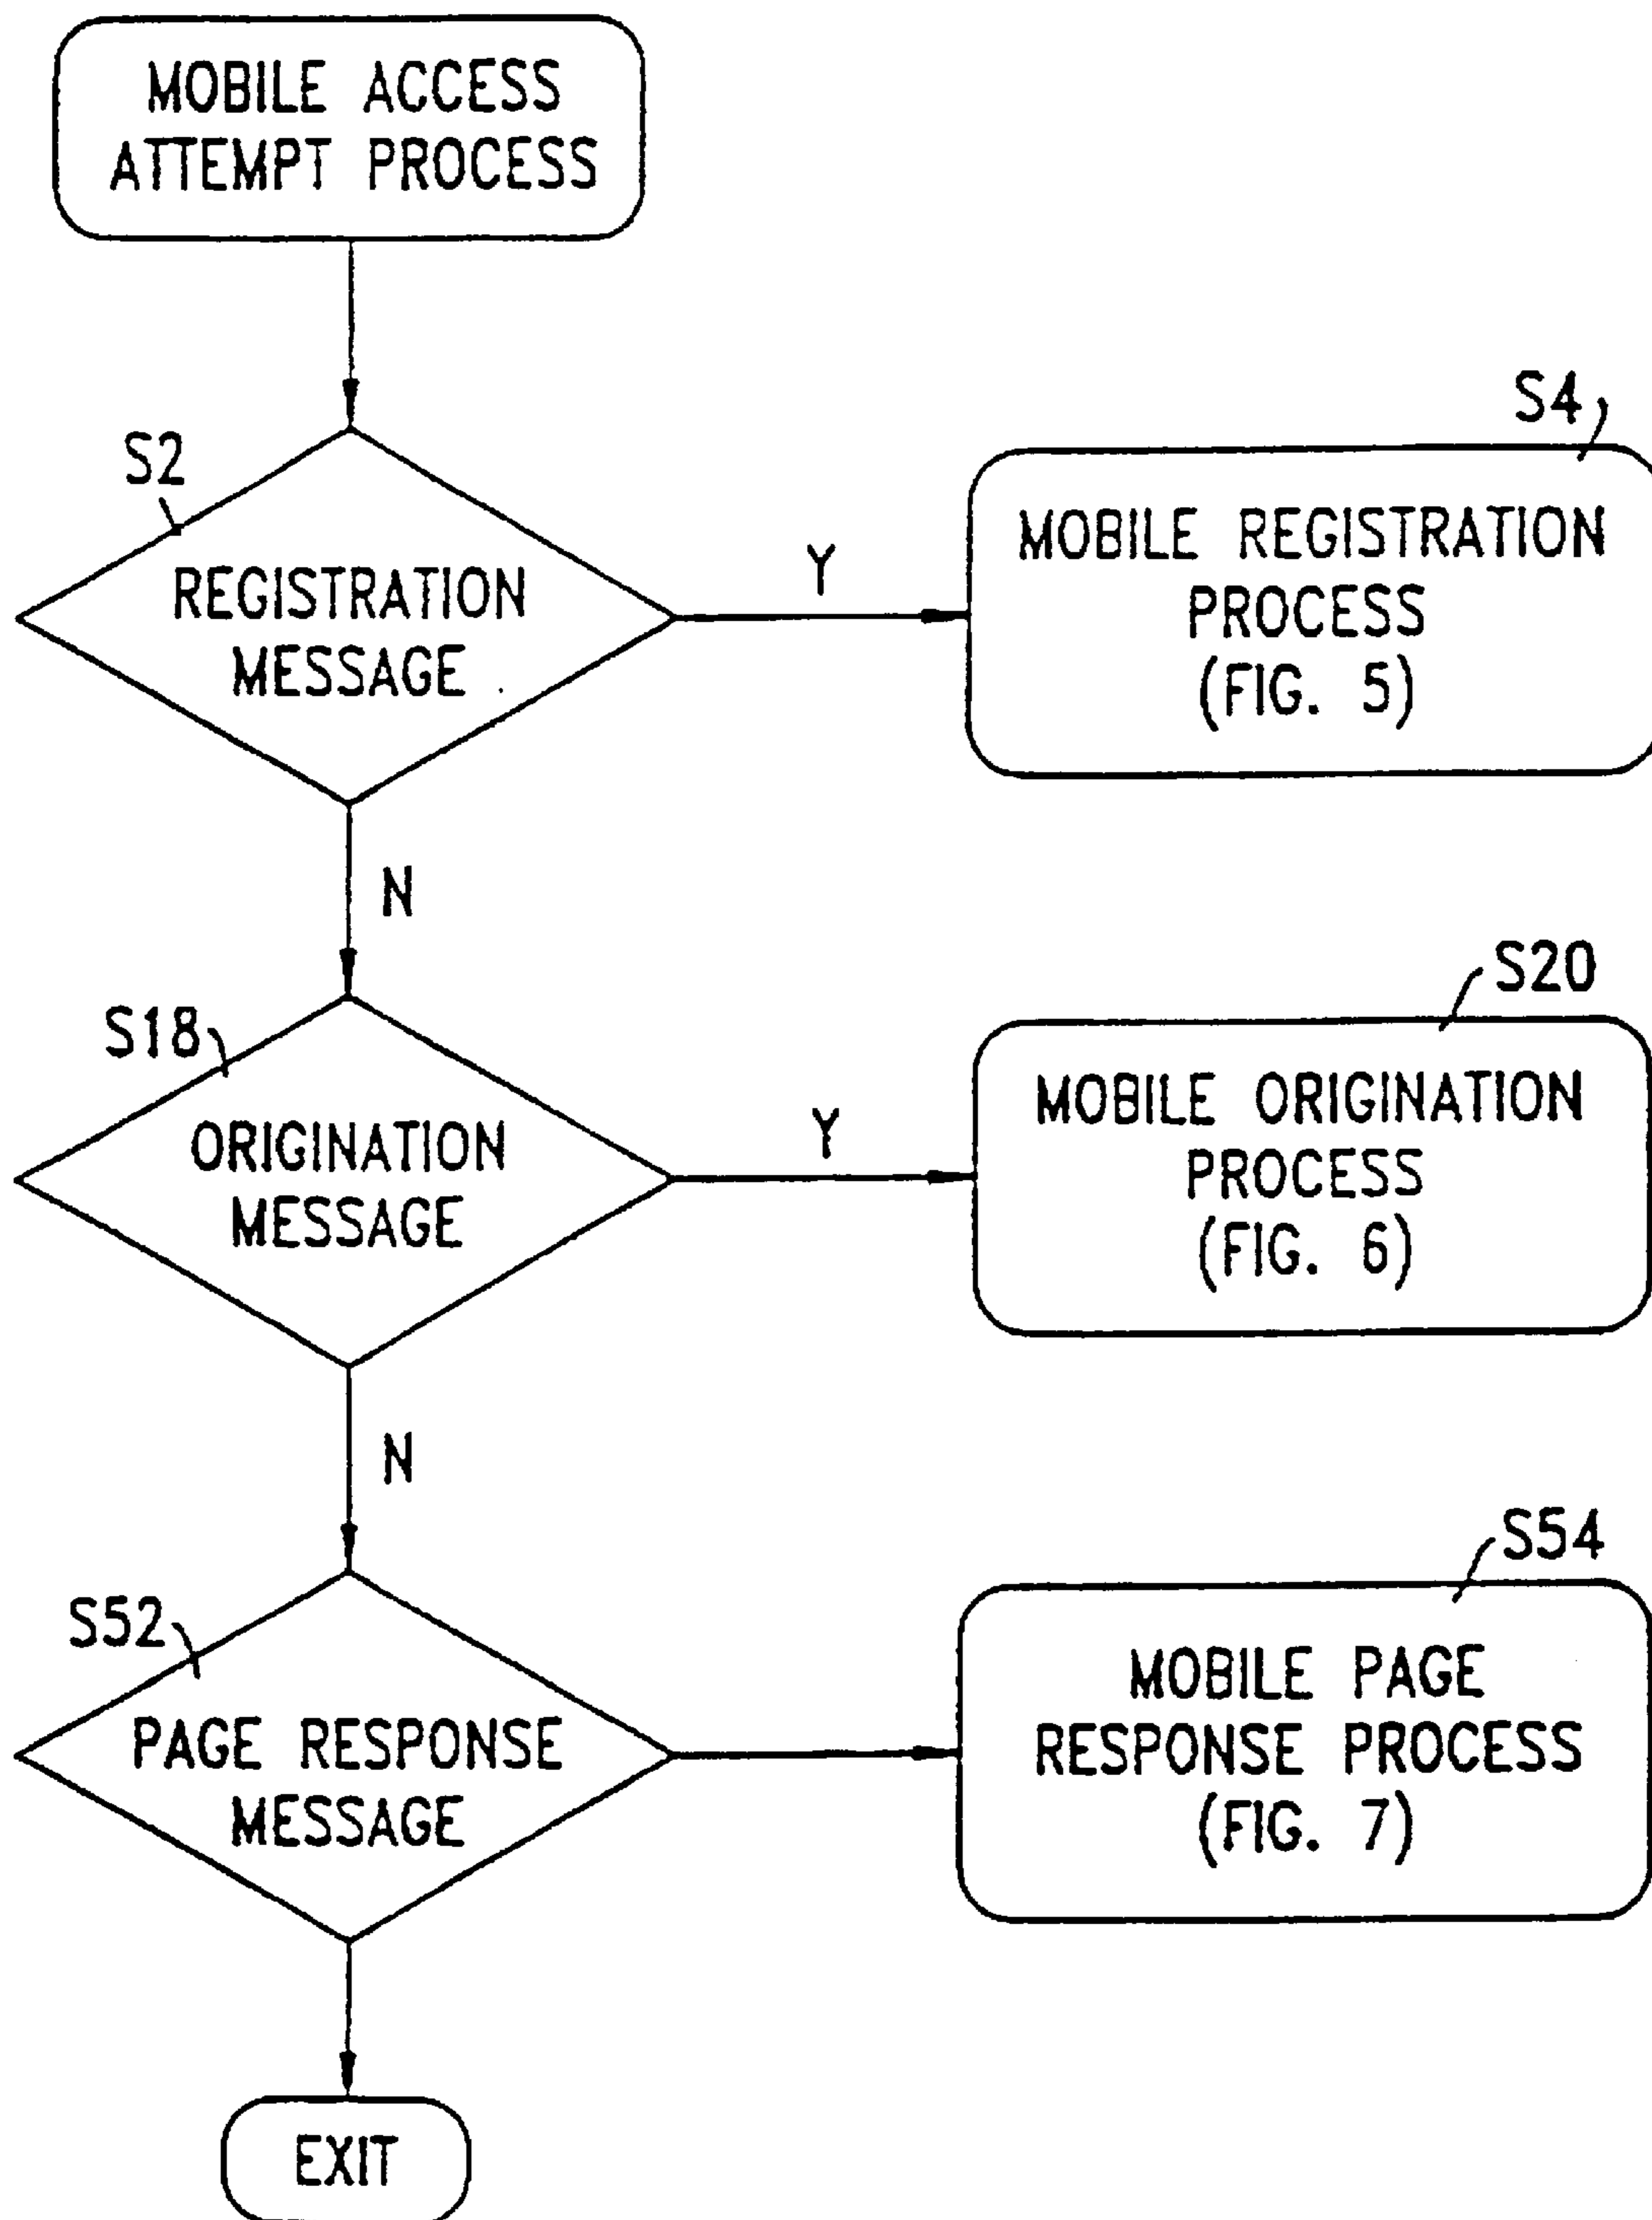 MOBILE ACCESS
ATTEMPT PROCESS
S2
REGISTRATION
MESSAGE
Y
S4
MOBILE REGISTRATION
PROCESS
(FIG. 5)
N
S18
ORIGINATION
MESSAGE
Y
S20
MOBILE ORIGINATION
PROCESS
(FIG. 6)
N
S52
PAGE RESPONSE
MESSAGE
S54
MOBILE PAGE
RESPONSE PROCESS
(FIG. 7)
EXIT